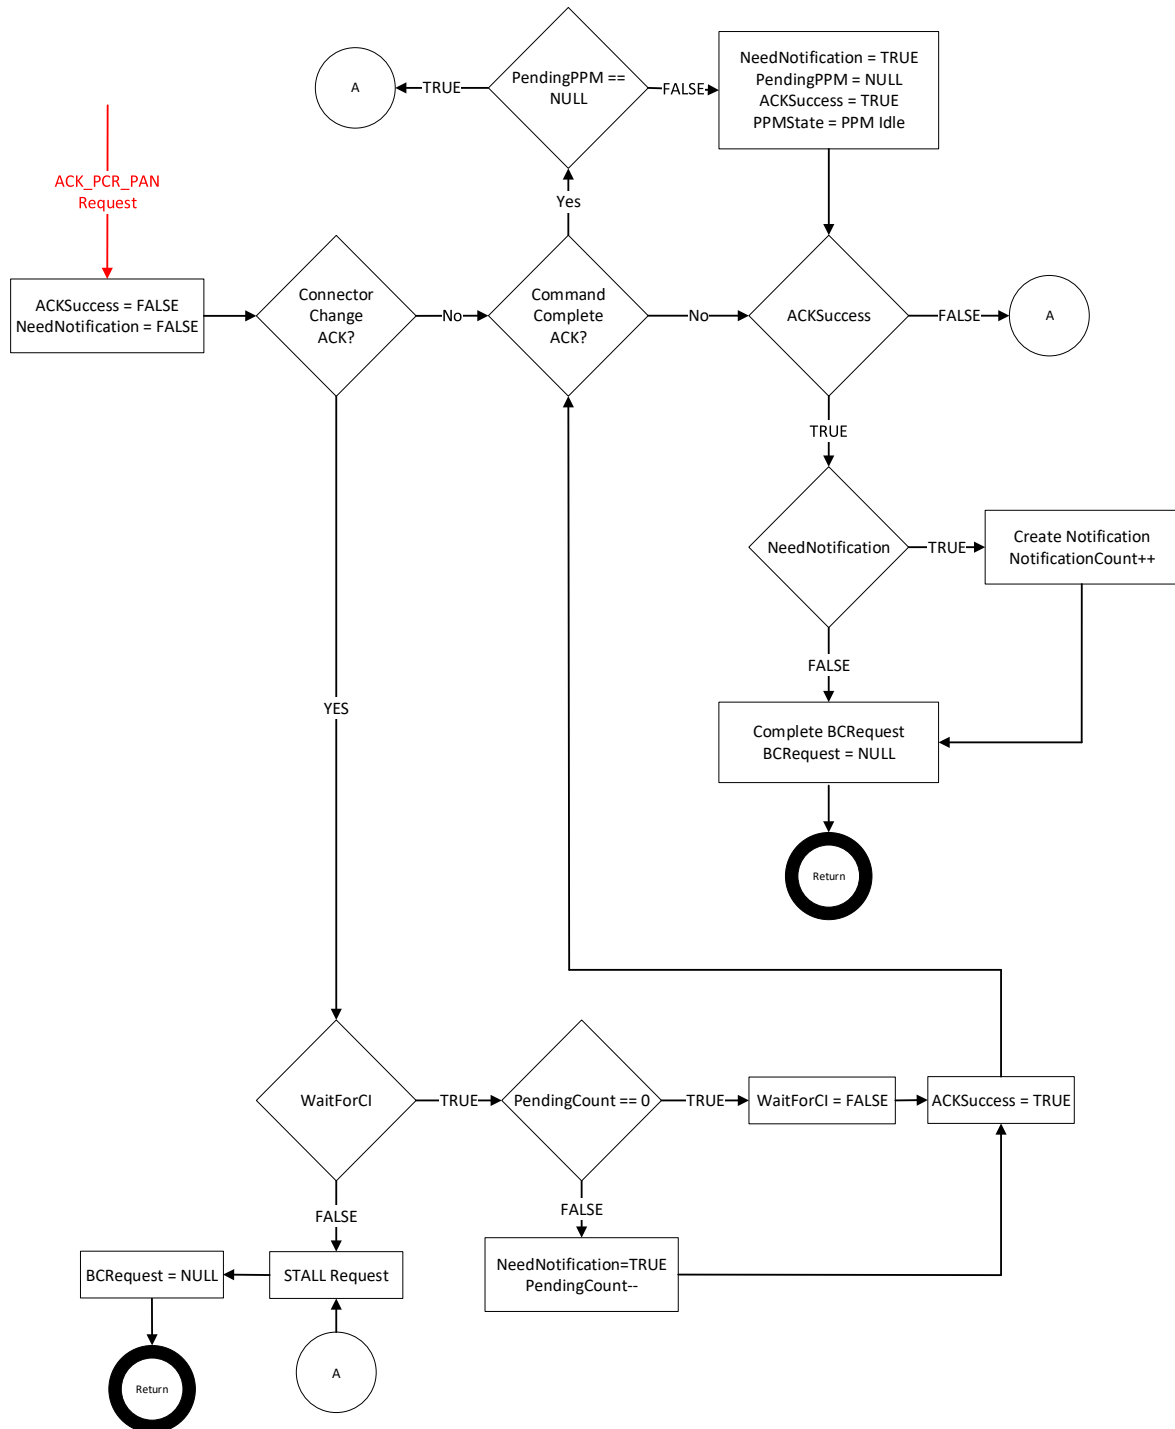 PendingPPM ==
NULL
A
TRUE
FALSE
NeedNotification = TRUE
PendingPPM = NULL
ACKSuccess = TRUE
PPMState = PPM Idle
ACK_PCR_PAN
Request
Yes
ACKSuccess = FALSE
NeedNotification = FALSE
Connector
Change
ACK?
No
Command
Complete
ACK?
No
ACKSuccess
FALSE
A
TRUE
NeedNotification
TRUE
Create Notification
NotificationCount++
FALSE
YES
Complete BCRequest
BCRequest = NULL
Return
WaitForCI
TRUE
PendingCount == 0
TRUE
WaitForCI = FALSE
ACKSuccess = TRUE
FALSE
FALSE
BCRequest = NULL
STALL Request
NeedNotification=TRUE
PendingCount--
Return
A